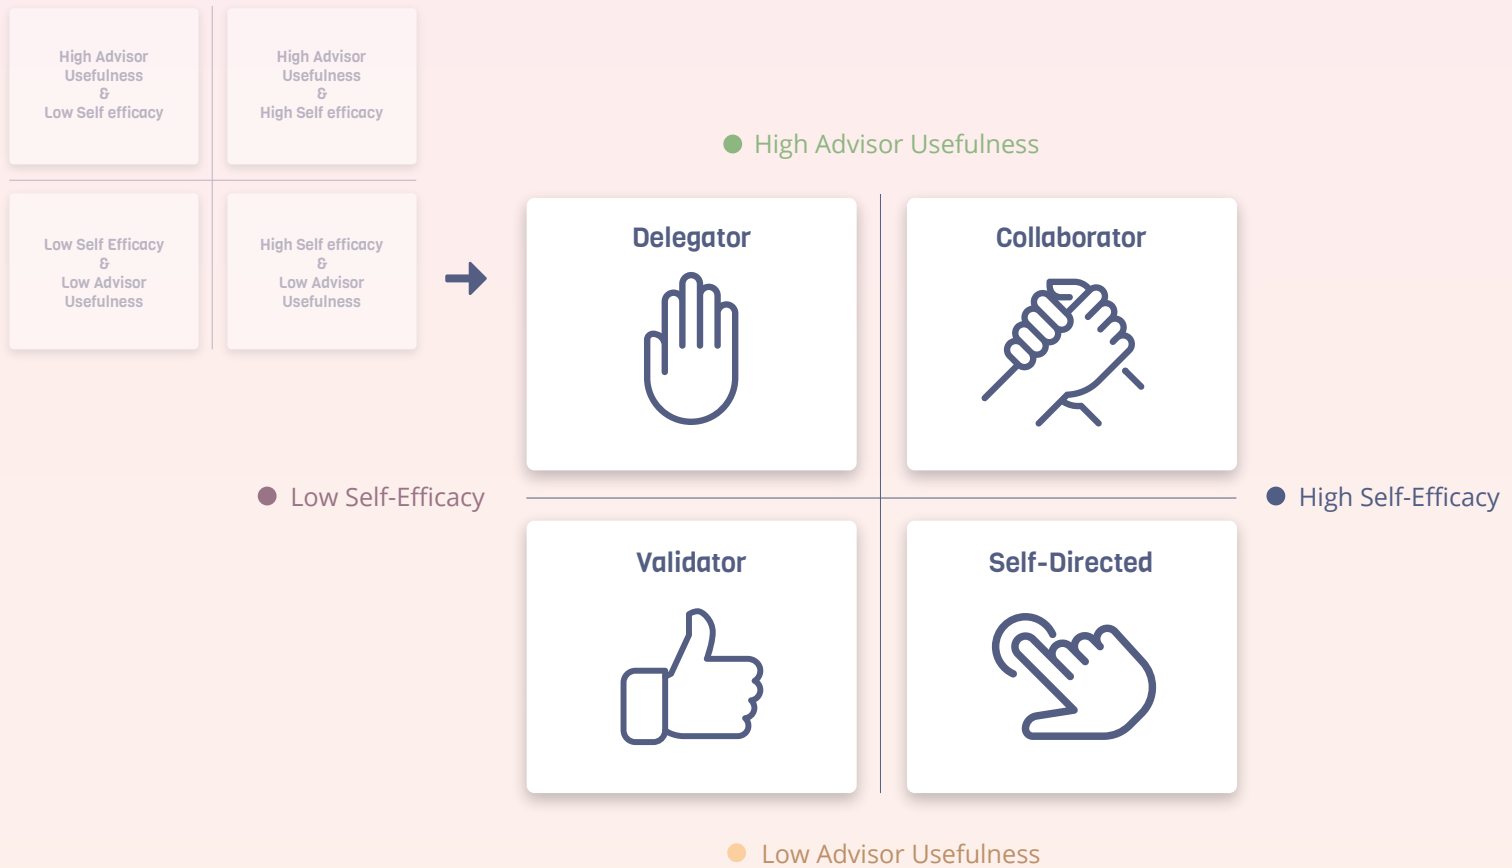 High Advisor
Usefulness
&
Low Self efficacy
High Advisor
Usefulness
&
High Self efficacy
Low Self Efficacy
&
Low Advisor
Usefulness
High Self efficacy
&
Low Advisor
Usefulness
High Advisor Usefulness
Delegator
Collaborator
Low Self-Efficacy
High Self-Efficacy
Validator
Self-Directed
Low Advisor Usefulness